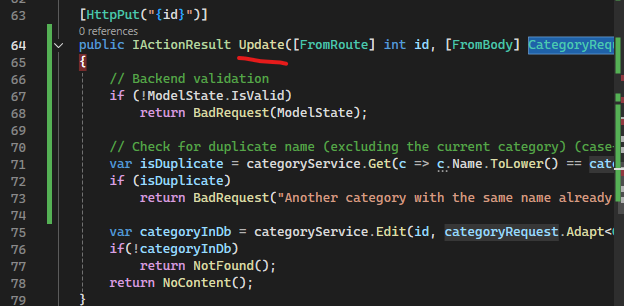 63 [HttpPut("{id}")]
0 references
64 public IActionResult Update([FromRoute] int id, [FromBody] CategoryReq
65 {
66 // Backend validation
67 if (!ModelState.IsValid)
68 return BadRequest(ModelState);
69
70 // Check for duplicate name (excluding the current category) (case-
71 var isDuplicate = categoryService.Get(c => c.Name.ToLower() == cate
72 if (isDuplicate)
73 return BadRequest("Another category with the same name already
74
75 var categoryInDb = categoryService.Edit(id, categoryRequest.Adapt<C
76 if(!categoryInDb)
77 return NotFound();
78 return NoContent();
79 }